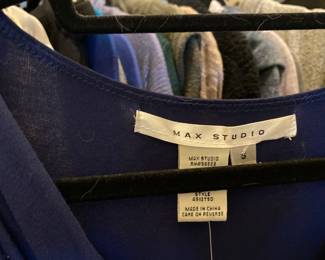 MAX STUDIO
MAX STUDIO
S
STYLE
MADE IN CHINA
CARE ON REVERSE